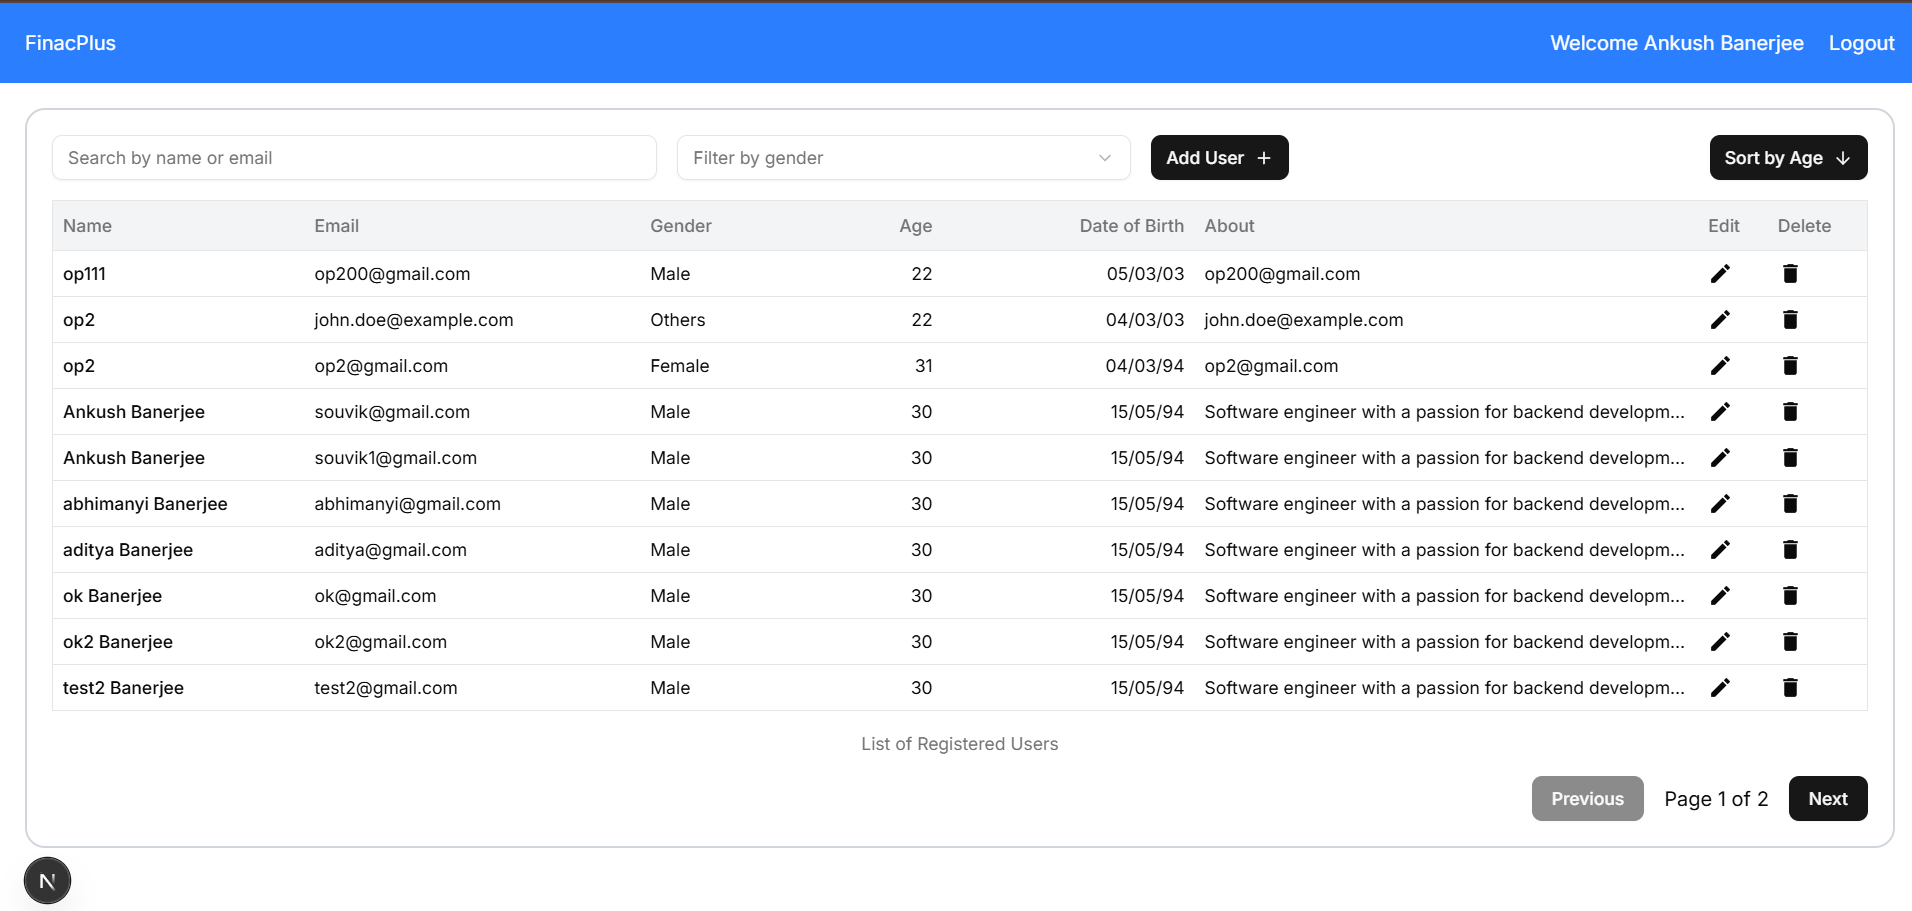 FinacPlus Welcome Ankush Banerjee Logout
Search by name or email Filter by gender Add User + Sort by Age ↓
Name Email Gender Age Date of Birth About Edit Delete
op111 op200@gmail.com Male 22 05/03/03 op200@gmail.com
op2 john.doe@example.com Others 22 04/03/03 john.doe@example.com
op2 op2@gmail.com Female 31 04/03/94 op2@gmail.com
Ankush Banerjee souvik@gmail.com Male 30 15/05/94 Software engineer with a passion for backend developm...
Ankush Banerjee souvik1@gmail.com Male 30 15/05/94 Software engineer with a passion for backend developm...
abhimanyi Banerjee abhimanyi@gmail.com Male 30 15/05/94 Software engineer with a passion for backend developm...
aditya Banerjee aditya@gmail.com Male 30 15/05/94 Software engineer with a passion for backend developm...
ok Banerjee ok@gmail.com Male 30 15/05/94 Software engineer with a passion for backend developm...
ok2 Banerjee ok2@gmail.com Male 30 15/05/94 Software engineer with a passion for backend developm...
test2 Banerjee test2@gmail.com Male 30 15/05/94 Software engineer with a passion for backend developm...
List of Registered Users
Previous Page 1 of 2 Next
N